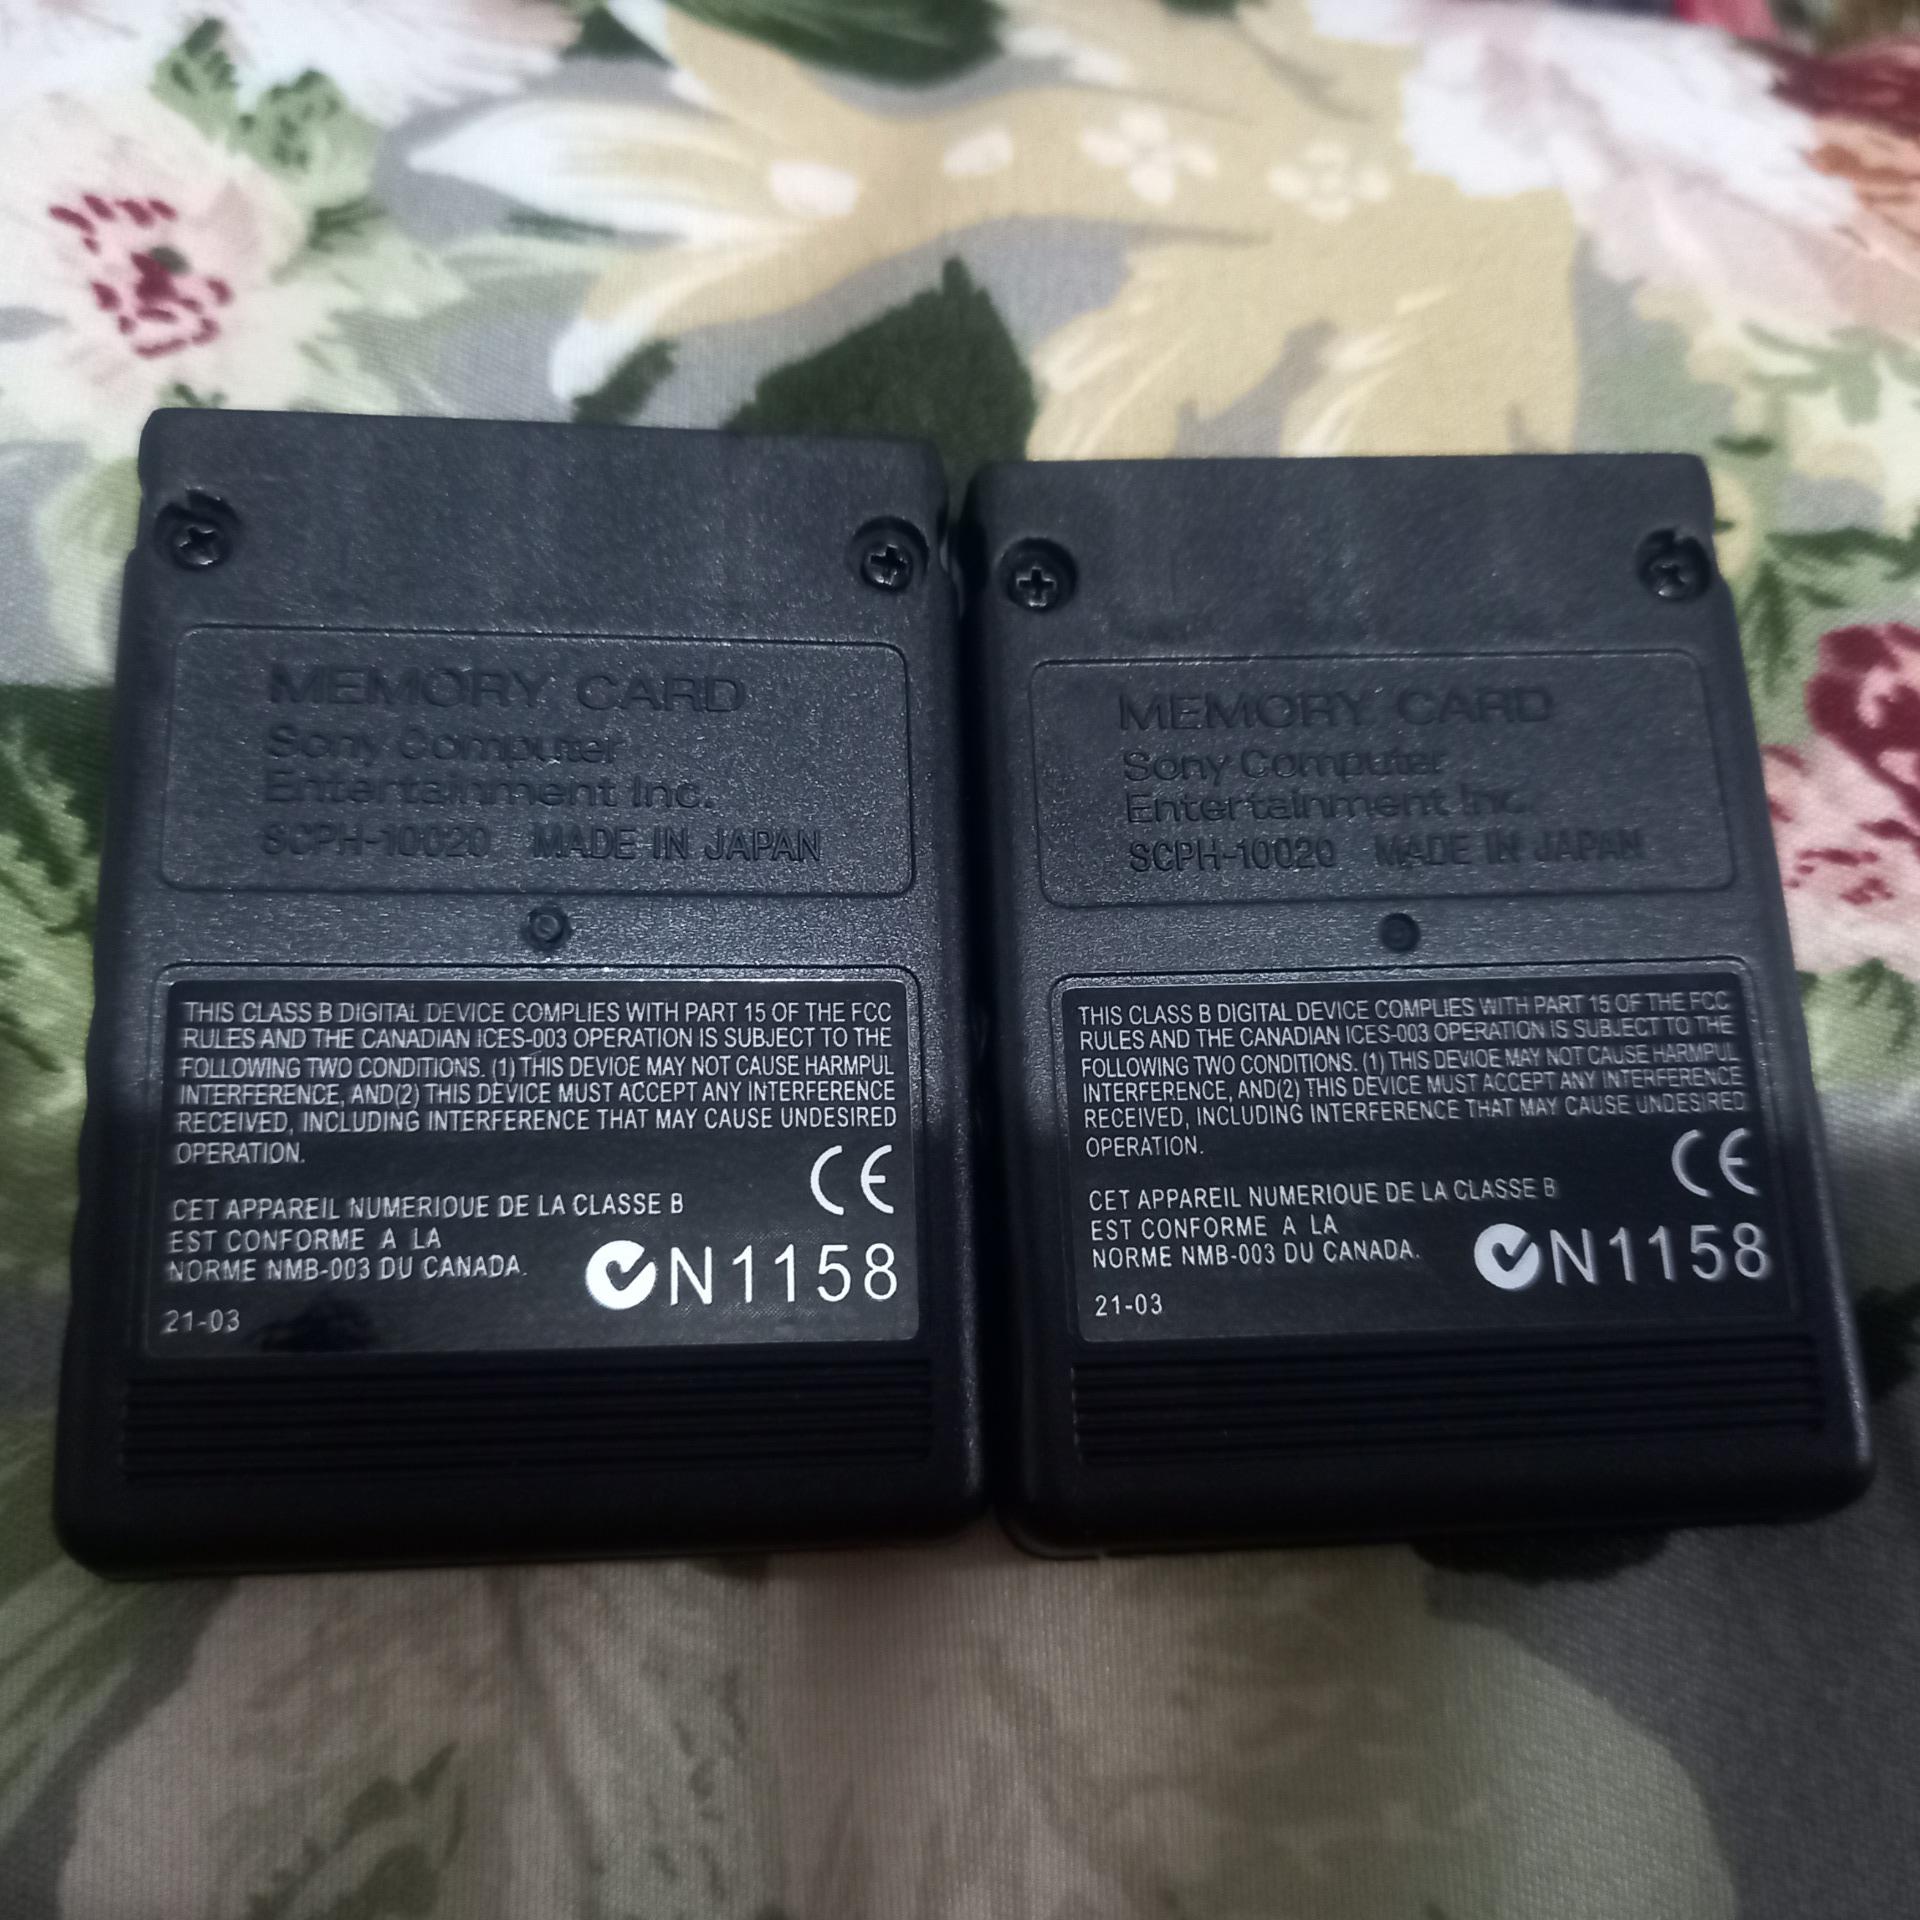 MEMORY CARD
Sony Computer
Entertainment Inc.
SCPH-10020 MADE IN JAPAN
THIS CLASS B DIGITAL DEVICE COMPLIES WITH PART 15 OF THE FCC
RULES AND THE CANADIAN ICES-003 OPERATION IS SUBJECT TO THE
FOLLOWING TWO CONDITIONS. (1) THIS DEVIOE MAY NOT CAUSE HARMPUL
INTERFERENCE, AND(2) THIS DEVICE MUST ACCEPT ANY INTERFERENCE
RECEIVED, INCLUDING INTERFERENCE THAT MAY CAUSE UNDESIRED
OPERATION.
CE
CET APPAREIL NUMERIOUE DE LA CLASSE B
EST CONFORME A LA
NORME NMB-003 DU CANADA.
N1158
21-03
MEMORY CARD
Sony Computer
Entertainment Inc.
SCPH-10020 MADE IN JAPAN
THIS CLASS B DIGITAL DEVICE COMPLIES WITH PART 15 OF THE FCC
RULES AND THE CANADIAN ICES-003 OPERATION IS SUBJECT TO THE
FOLLOWING TWO CONDITIONS. (1) THIS DEVIOE MAY NOT CAUSE HARMPUL
INTERFERENCE, AND(2) THIS DEVICE MUST ACCEPT ANY INTERFERENCE
RECEIVED, INCLUDING INTERFERENCE THAT MAY CAUSE UNDESIRED
OPERATION.
CE
CET APPAREIL NUMERIOUE DE LA CLASSE B
EST CONFORME A LA
NORME NMB-003 DU CANADA.
N1158
21-03